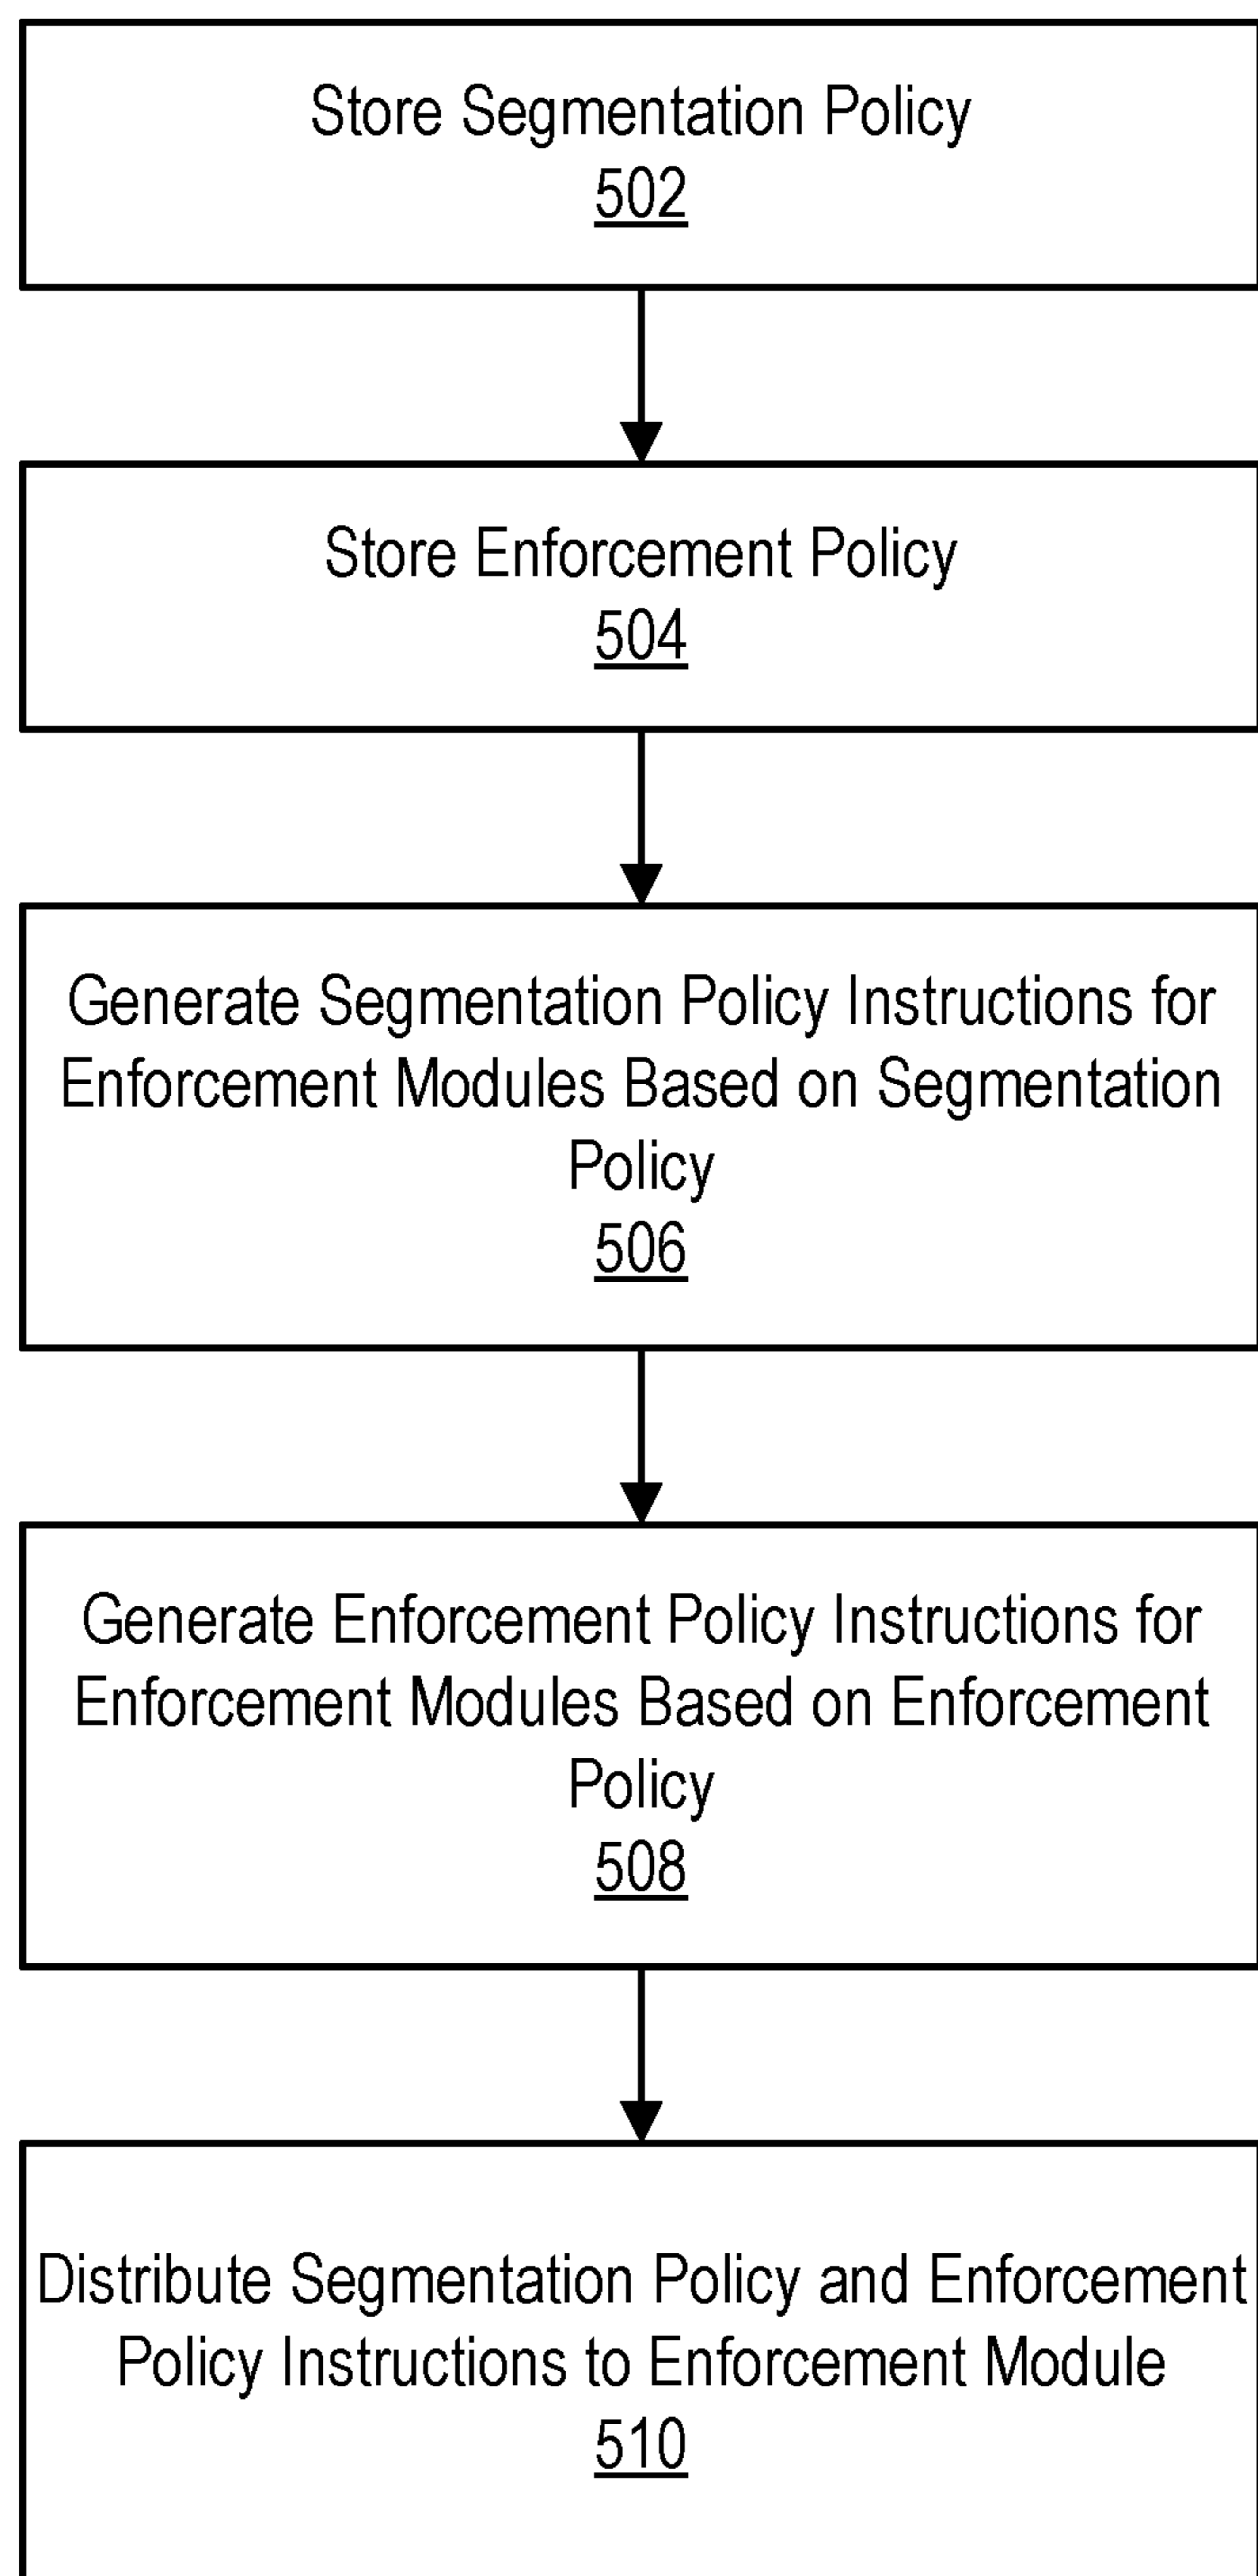 Store Segmentation Policy
502
Store Enforcement Policy
504
Generate Segmentation Policy Instructions for
Enforcement Modules Based on Segmentation
Policy
506
Generate Enforcement Policy Instructions for
Enforcement Modules Based on Enforcement
Policy
508
Distribute Segmentation Policy and Enforcement
Policy Instructions to Enforcement Module
510